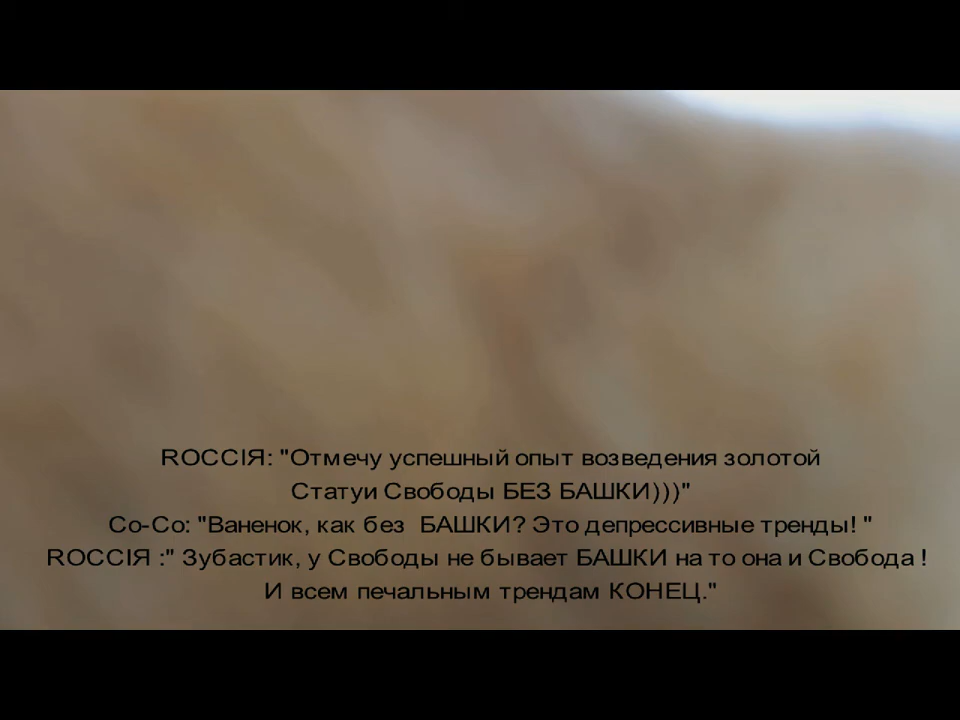 ROCCIЯ: "Отмечу успешный опыт возведения золотой
Статуи Свободы БЕЗ БАШКИ)))"
Со-Со: "Ваненок, как без  БАШКИ? Это депрессивные тренды! "
ROCCIЯ :" Зубастик, у Свободы не бывает БАШКИ на то она и Свобода !
И всем печальным трендам КОНЕЦ."